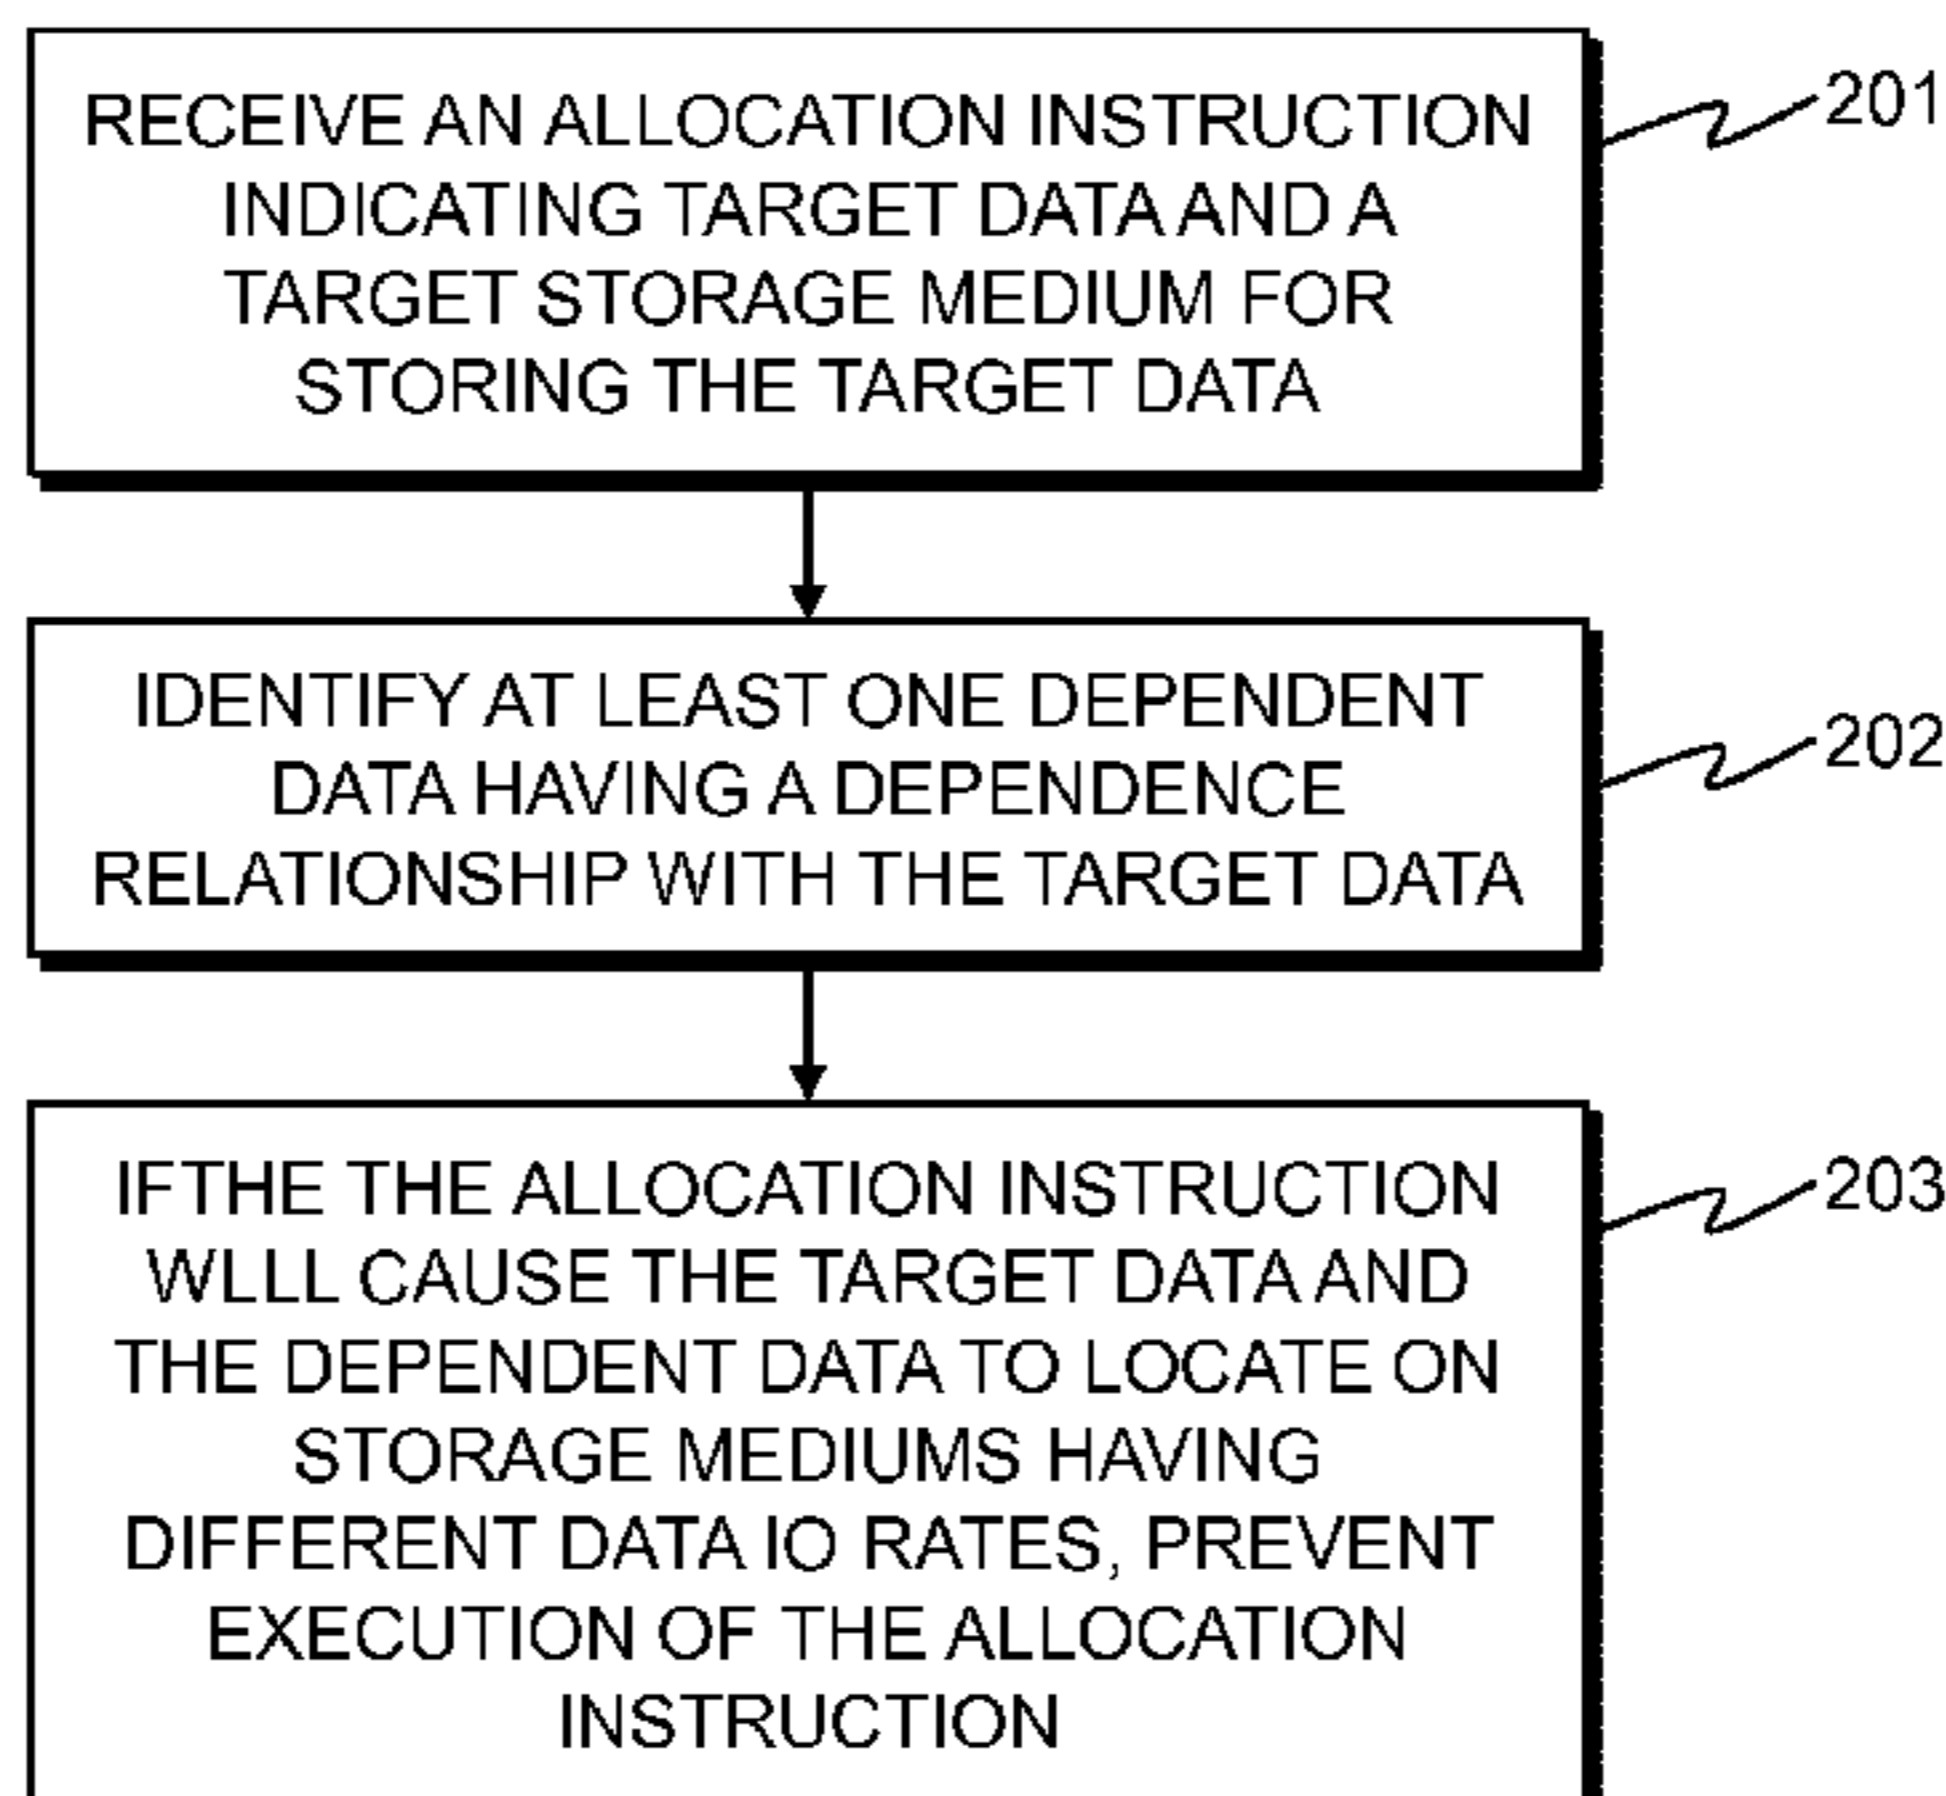 RECEIVE AN ALLOCATION INSTRUCTION
INDICATING TARGET DATA AND A
TARGET STORAGE MEDIUM FOR
STORING THE TARGET DATA
201
IDENTIFY AT LEAST ONE DEPENDENT
DATA HAVING A DEPENDENCE
RELATIONSHIP WITH THE TARGET DATA
202
IFTHE THE ALLOCATION INSTRUCTION
WLLL CAUSE THE TARGET DATA AND
THE DEPENDENT DATA TO LOCATE ON
STORAGE MEDIUMS HAVING
DIFFERENT DATA IO RATES, PREVENT
EXECUTION OF THE ALLOCATION
INSTRUCTION
203